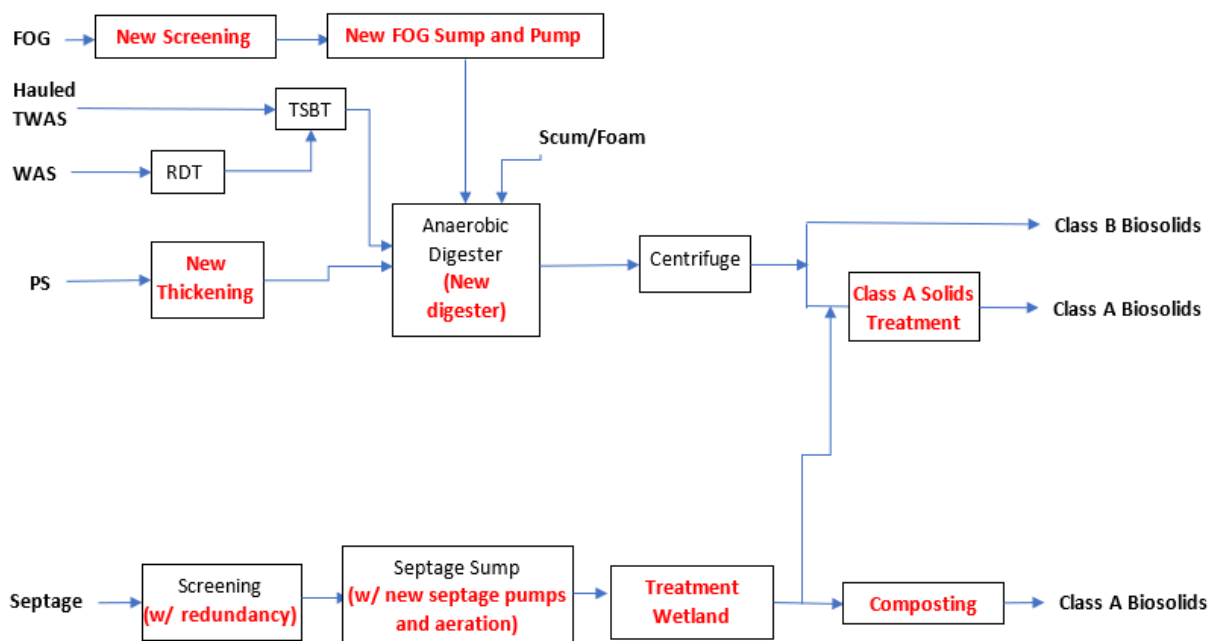 FOG
New Screening
New FOG Sump and Pump
Hauled
TWAS
TSBT
Scum/Foam
WAS
RDT
Anaerobic
Digester
(New
digester)
Centrifuge
Class B Biosolids
PS
New
Thickening
Class A Solids
Treatment
Class A Biosolids
Septage
Screening
(w/ redundancy)
Septage Sump
(w/ new septage pumps
and aeration)
Treatment
Wetland
Composting
Class A Biosolids